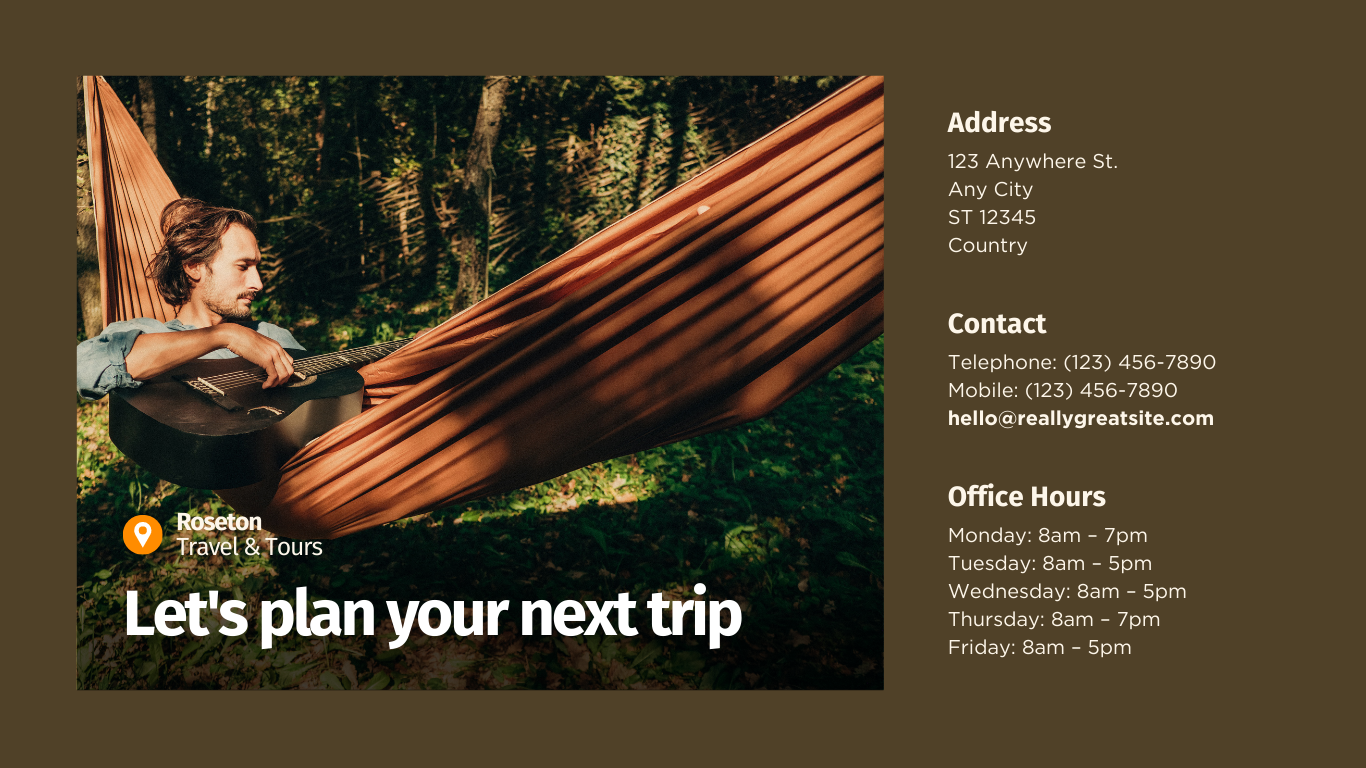 Roseton
Travel & Tours
Let's plan your next trip
Address
123 Anywhere St.
Any City
ST 12345
Country
Contact
Telephone: (123) 456-7890
Mobile: (123) 456-7890
hello@reallygreatsite.com
Office Hours
Monday: 8am – 7pm
Tuesday: 8am – 5pm
Wednesday: 8am – 5pm
Thursday: 8am – 7pm
Friday: 8am – 5pm